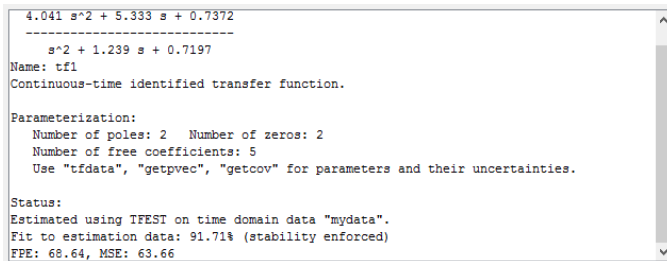 4.041 s^2 + 5.333 s + 0.7372
----------------------------
s^2 + 1.239 s + 0.7197
Name: tf1
Continuous-time identified transfer function.
Parameterization:
Number of poles: 2   Number of zeros: 2
Number of free coefficients: 5
Use "tfdata", "getpvec", "getcov" for parameters and their uncertainties.
Status:
Estimated using TFEST on time domain data "mydata".
Fit to estimation data: 91.71% (stability enforced)
FPE: 68.64, MSE: 63.66